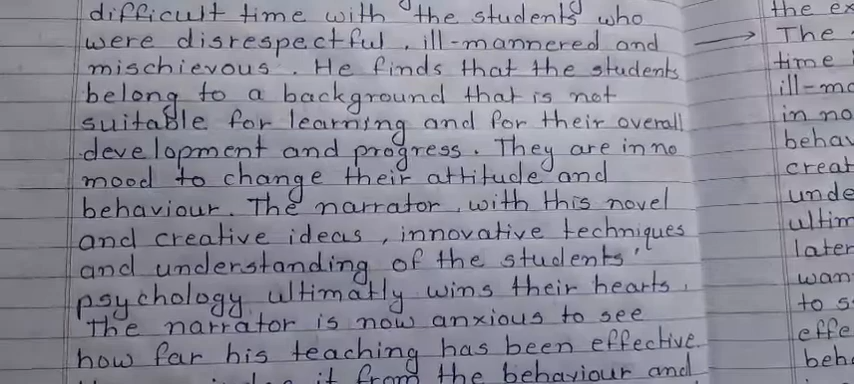 difficult time with the students who
were disrespectful, ill-mannered and
mischievous. He finds that the students
belong to a background that is not
suitable for learning and for their overall
development and progress. They are in no
mood to change their attitude and
behaviour. The narrator, with this novel
and creative ideas, innovative techniques
and understanding of the students'
psychology ultimatly wins their hearts.
The narrator is now anxious to see
how far his teaching has been effective.
it from the behaviour and
the ex
The
time
ill-mo
in no
behav
creat
unde
ultim
later
wan
to s
effe
beh